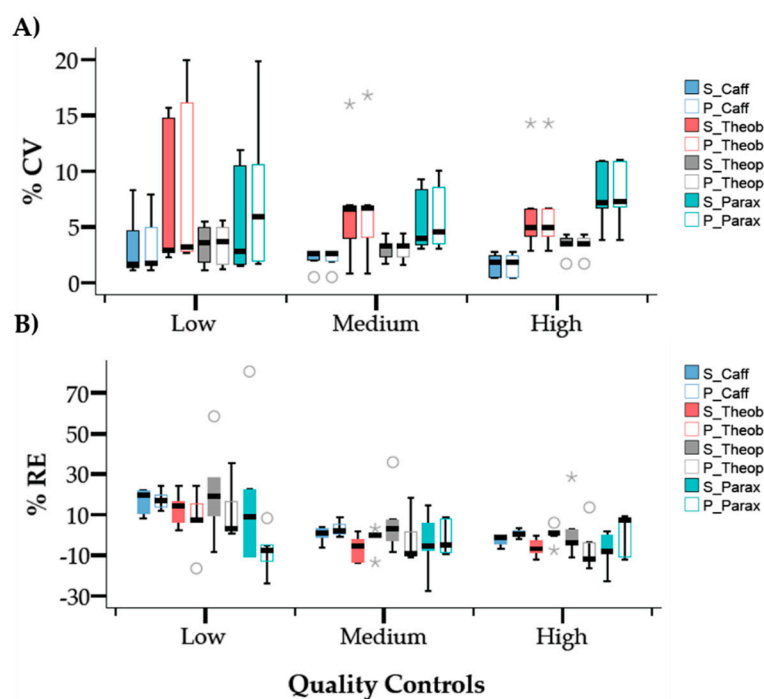 A)
20
15
10
5
0
% CV
Low Medium High
S_Caff
P_Caff
S_Theob
P_Theob
S_Theop
P_Theop
S_Parax
P_Parax
B)
70
50
30
10
-10
-30
% RE
Low Medium High
Quality Controls
S_Caff
P_Caff
S_Theob
P_Theob
S_Theop
P_Theop
S_Parax
P_Parax